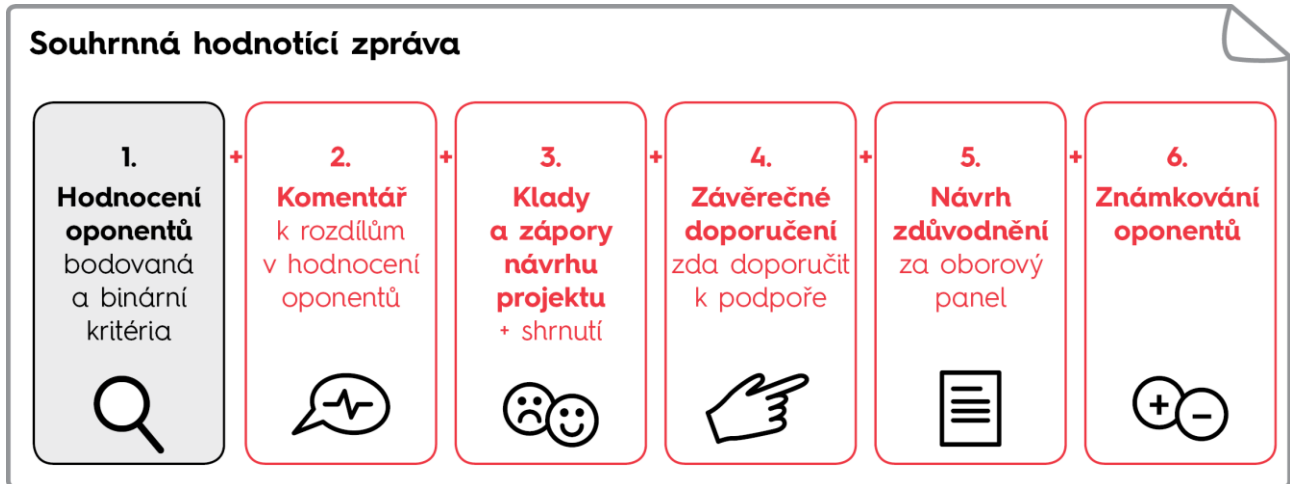 Souhrnná hodnotící zpráva
1.
Hodnocení
oponentů
bodovaná
a binární
kritéria
+
2.
Komentář
k rozdílům
v hodnocení
oponentů
+
3.
Klady
a zápory
návrhu
projektu
+ shrnutí
+
4.
Závěrečné
doporučení
zda doporučit
k podpoře
+
5.
Návrh
zdůvodnění
za oborový
panel
+
6.
Známkování
oponentů